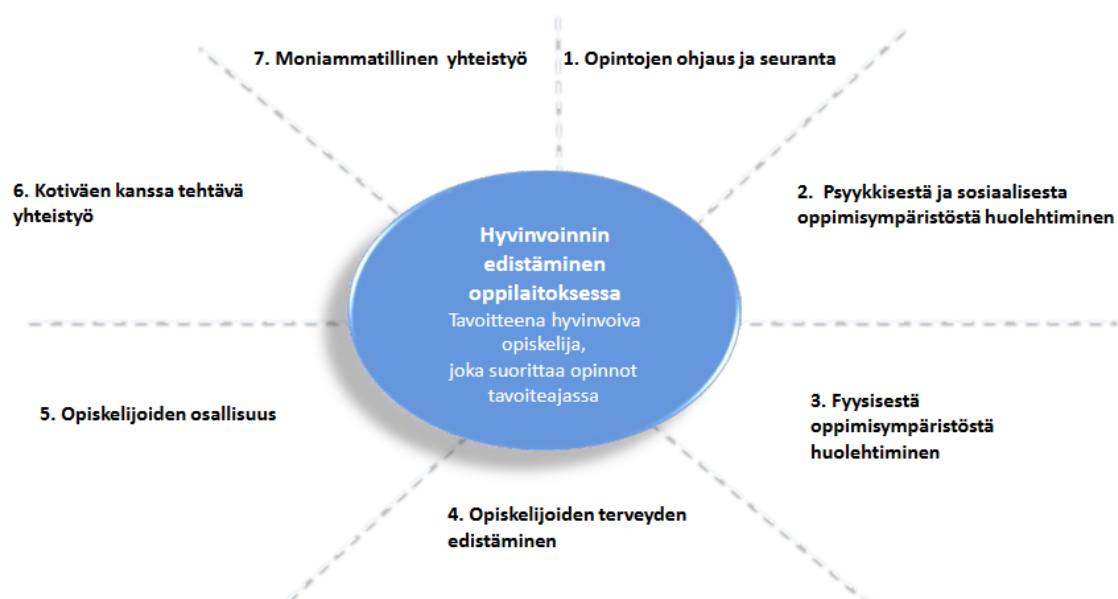 7. Moniammatillinen yhteistyö
1. Opintojen ohjaus ja seuranta
6. Kotiväen kanssa tehtävä
yhteistyö
2. Psyykkisestä ja sosiaalisesta
oppimisympäristöstä huolehtiminen
Hyvinvoinnin
edistäminen
oppilaitoksessa
Tavoitteena hyvinvoiva
opiskelija,
joka suorittaa opinnot
tavoiteajassa
5. Opiskelijoiden osallisuus
3. Fyysisestä
oppimisympäristöstä
huolehtiminen
4. Opiskelijoiden terveyden
edistäminen